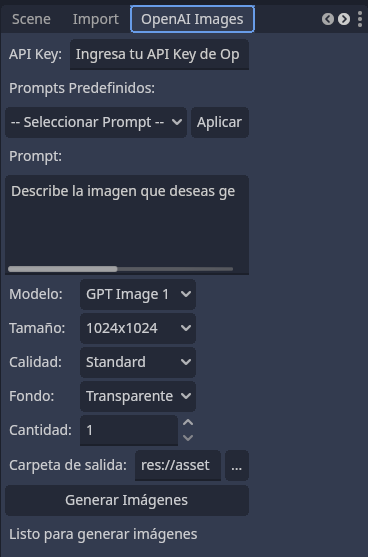 Scene Import OpenAI Images
API Key: Ingresa tu API Key de Op
Prompts Predefinidos:
-- Seleccionar Prompt -- Aplicar
Prompt:
Describe la imagen que deseas ge
Modelo: GPT Image 1
Tamaño: 1024x1024
Calidad: Standard
Fondo: Transparente
Cantidad: 1
Carpeta de salida: res://asset ...
Generar Imágenes
Listo para generar imágenes